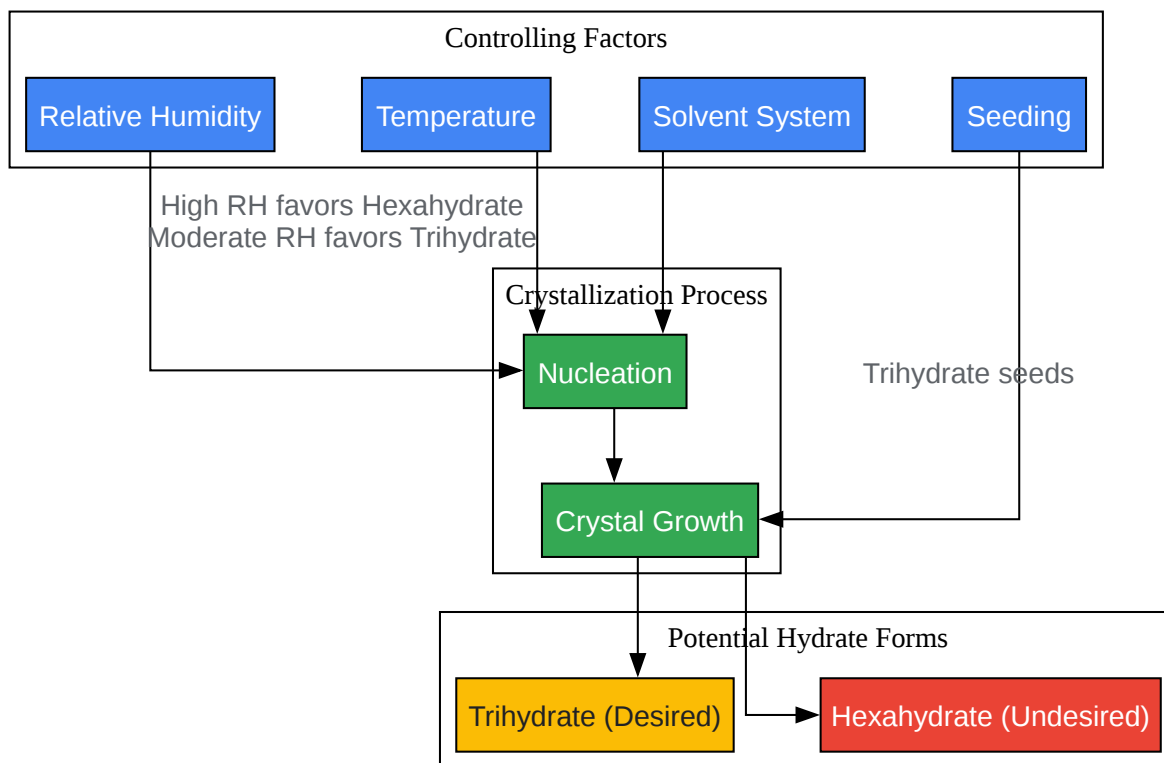 Controlling Factors
Relative Humidity
Temperature
Solvent System
Seeding
High RH favors Hexahydrate
Moderate RH favors Trihydrate
Crystallization Process
Nucleation
Trihydrate seeds
Crystal Growth
Potential Hydrate Forms
Trihydrate (Desired)
Hexahydrate (Undesired)